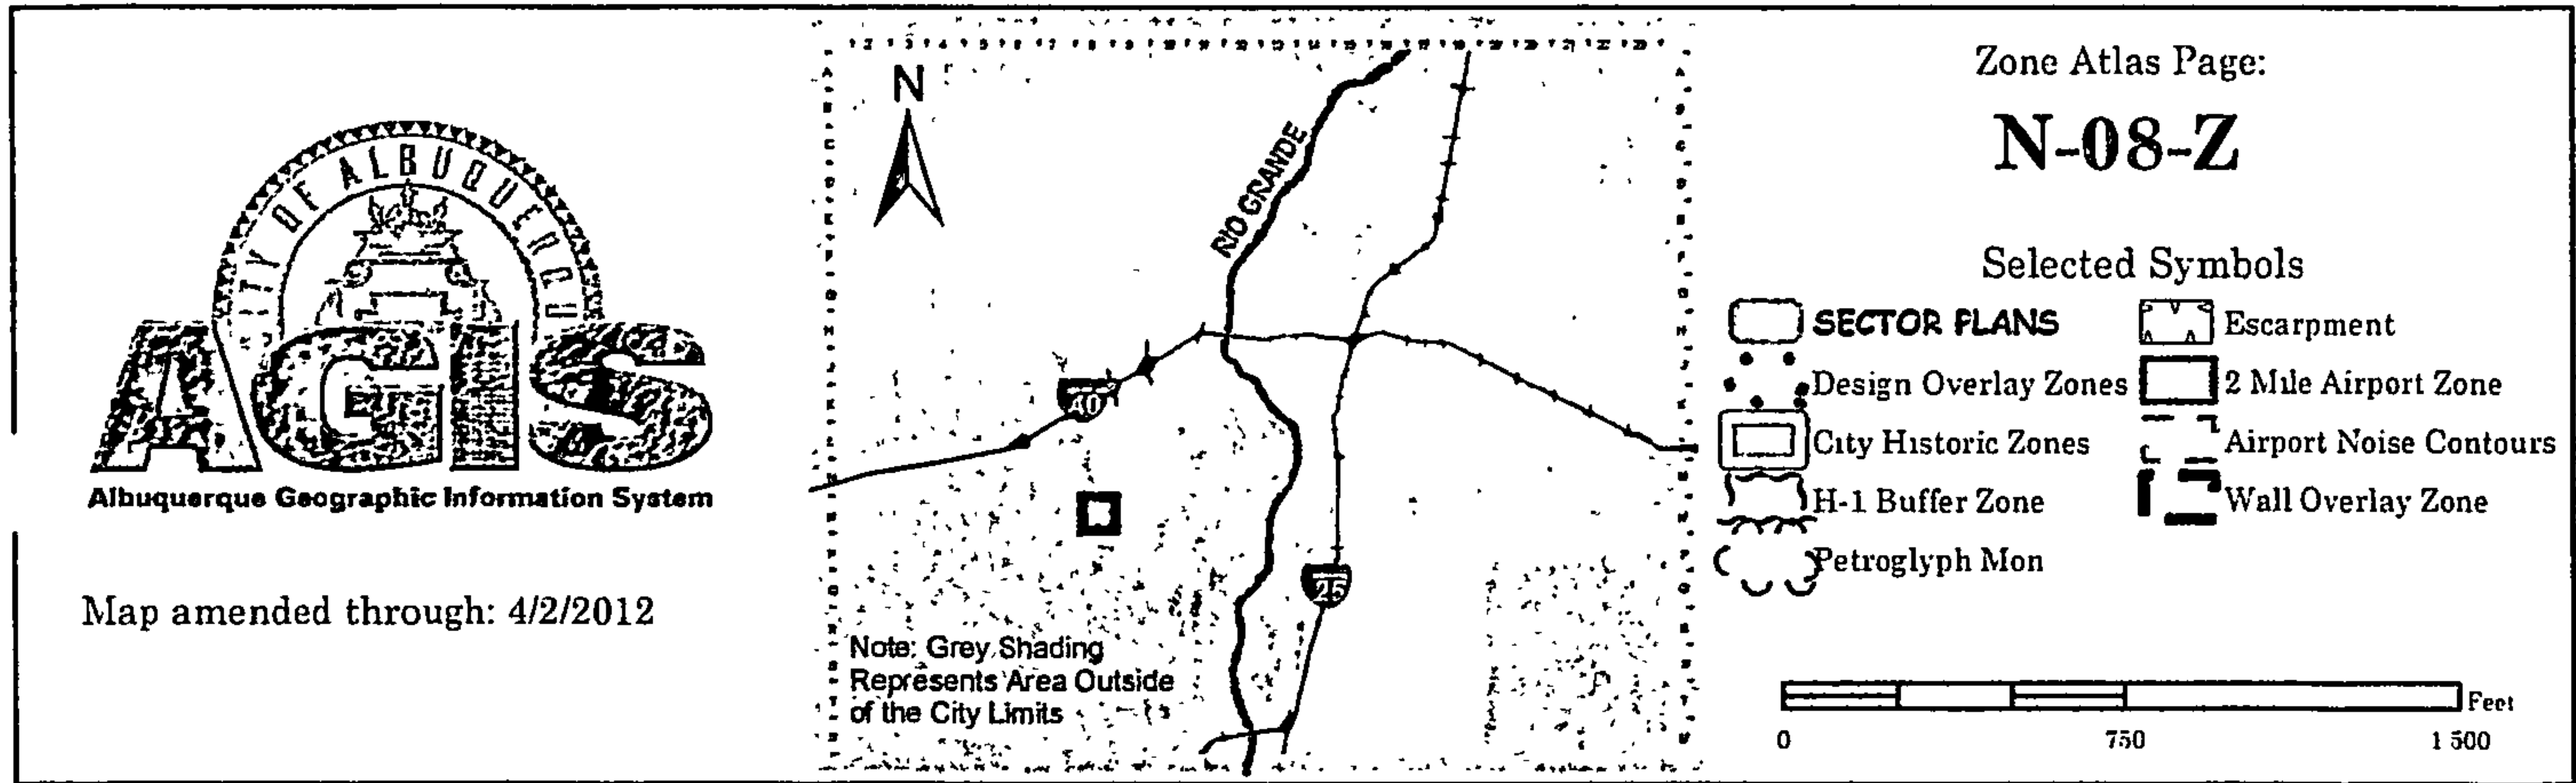 CITY OF ALBUQUERQUE
AGIS
Albuquerque Geographic Information System
Map amended through: 4/2/2012
N
RIO GRANDE
40
25
Note: Grey Shading
Represents Area Outside
of the City Limits
Zone Atlas Page:
N-08-Z
Selected Symbols
SECTOR PLANS
Escarpment
Design Overlay Zones
2 Mile Airport Zone
City Historic Zones
Airport Noise Contours
H-1 Buffer Zone
Wall Overlay Zone
Petroglyph Mon
Feet
0 750 1 500